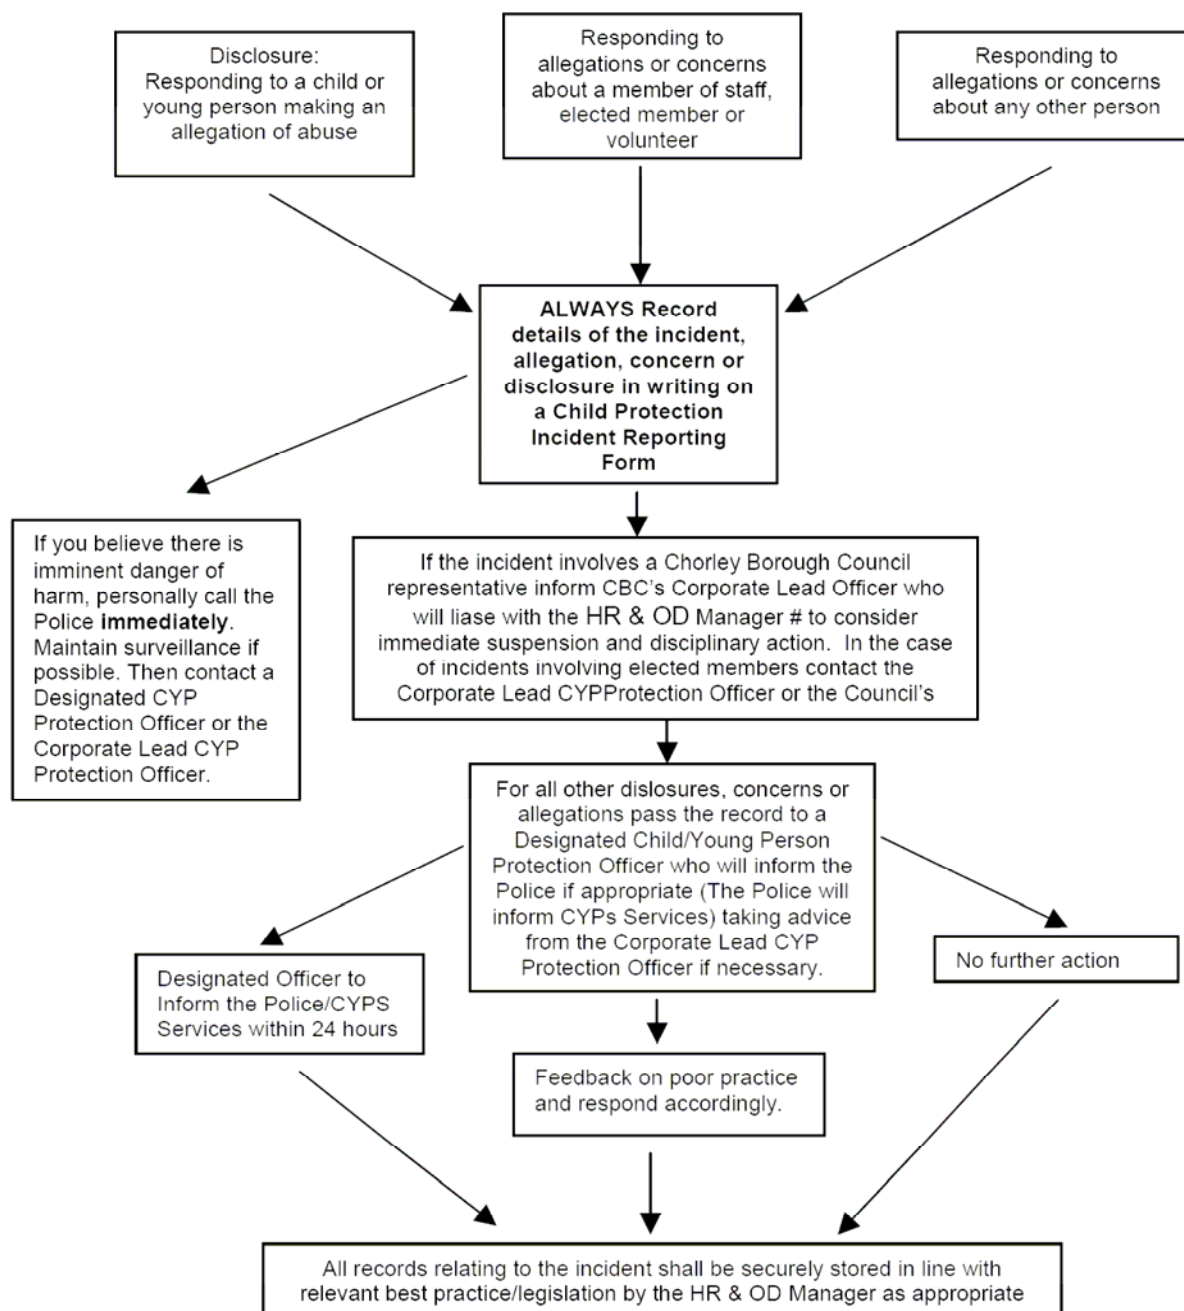 Disclosure:
Responding to a child or
young person making an
allegation of abuse
Responding to
allegations or concerns
about a member of staff,
elected member or
volunteer
Responding to
allegations or concerns
about any other person
ALWAYS Record
details of the incident,
allegation, concern or
disclosure in writing on
a Child Protection
Incident Reporting
Form
If you believe there is
imminent danger of
harm, personally call the
Police immediately.
Maintain surveillance if
possible. Then contact a
Designated CYP
Protection Officer or the
Corporate Lead CYP
Protection Officer.
If the incident involves a Chorley Borough Council
representative inform CBC's Corporate Lead Officer who
will liase with the HR & OD Manager # to consider
immediate suspension and disciplinary action. In the case
of incidents involving elected members contact the
Corporate Lead CYPProtection Officer or the Council's
For all other dislosures, concerns or
allegations pass the record to a
Designated Child/Young Person
Protection Officer who will inform the
Police if appropriate (The Police will
inform CYPs Services) taking advice
from the Corporate Lead CYP
Protection Officer if necessary.
Designated Officer to
Inform the Police/CYPS
Services within 24 hours
No further action
Feedback on poor practice
and respond accordingly.
All records relating to the incident shall be securely stored in line with
relevant best practice/legislation by the HR & OD Manager as appropriate